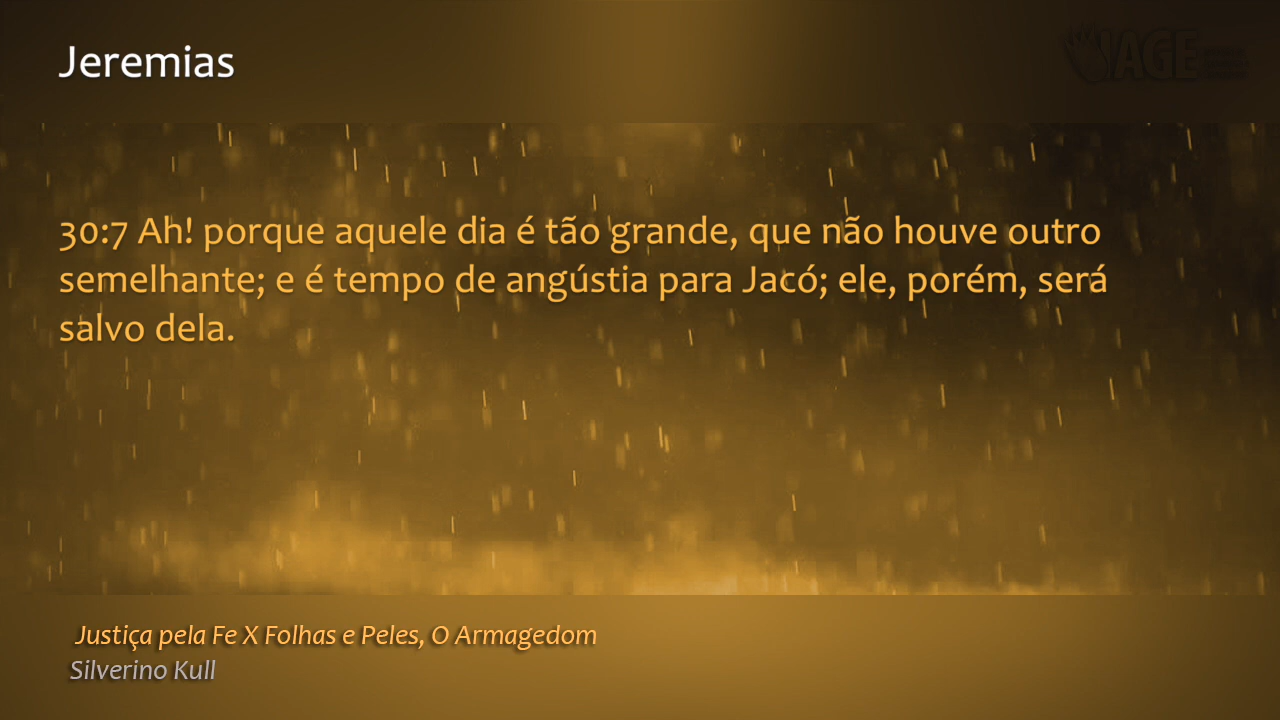 IAGE
Jeremias
30:7 Ah! porque aquele dia é tão grande, que não houve outro
semelhante; e é tempo de angústia para Jacó; ele, porém, será
salvo dela.
Justiça pela Fe X Folhas e Peles, O Armagedom
Silverino Kull